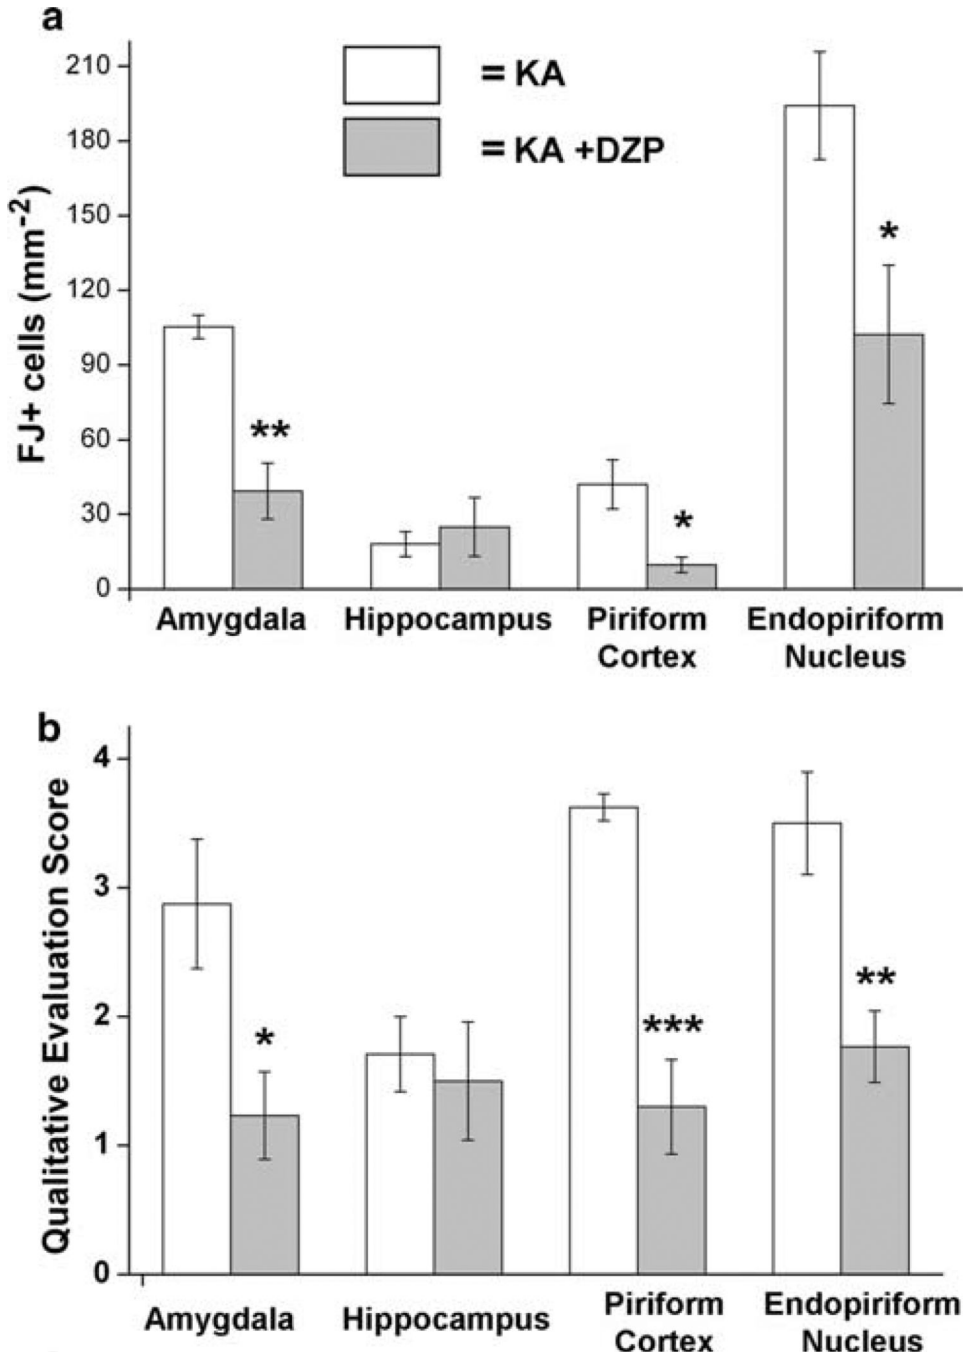 a
= KA
= KA +DZP
FJ+ cells (mm-2)
210
180
150
120
90
60
30
0
**
*
*
Amygdala
Hippocampus
Piriform
Cortex
Endopiriform
Nucleus
b
Qualitative Evaluation Score
4
3
2
1
0
*
***
**
Amygdala
Hippocampus
Piriform
Cortex
Endopiriform
Nucleus